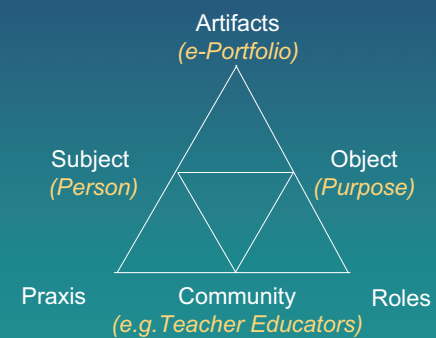 Artifacts
(e-Portfolio)
Subject
(Person)
Object
(Purpose)
Praxis
Community
(e.g.Teacher Educators)
Roles